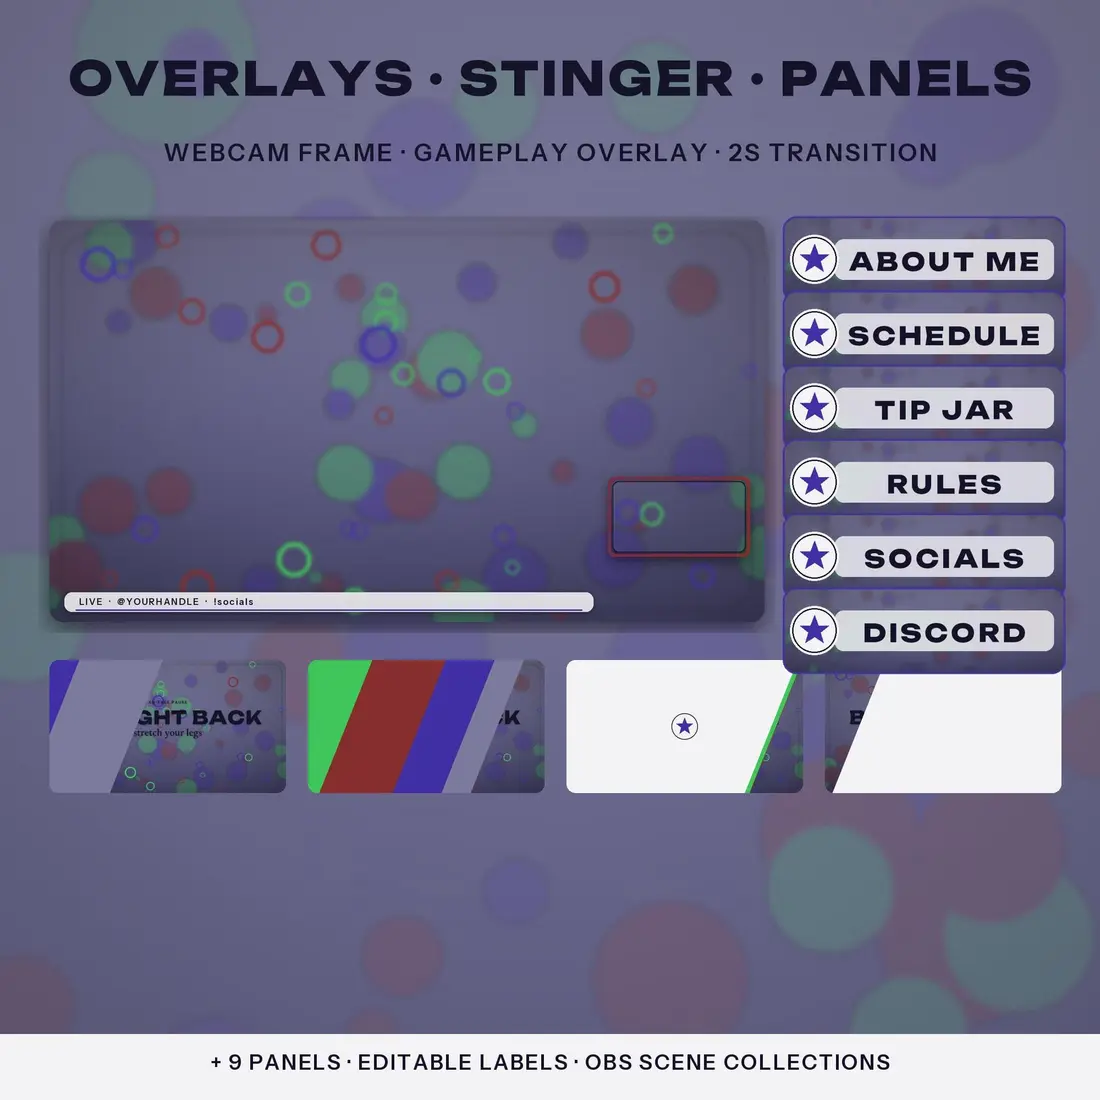 OVERLAYS · STINGER · PANELS
WEBCAM FRAME · GAMEPLAY OVERLAY · 2S TRANSITION
ABOUT ME
SCHEDULE
TIP JAR
RULES
SOCIALS
DISCORD
LIVE · @YOURHANDLE · !socials
GHT BACK
stretch your legs
CK
B
+ 9 PANELS · EDITABLE LABELS · OBS SCENE COLLECTIONS